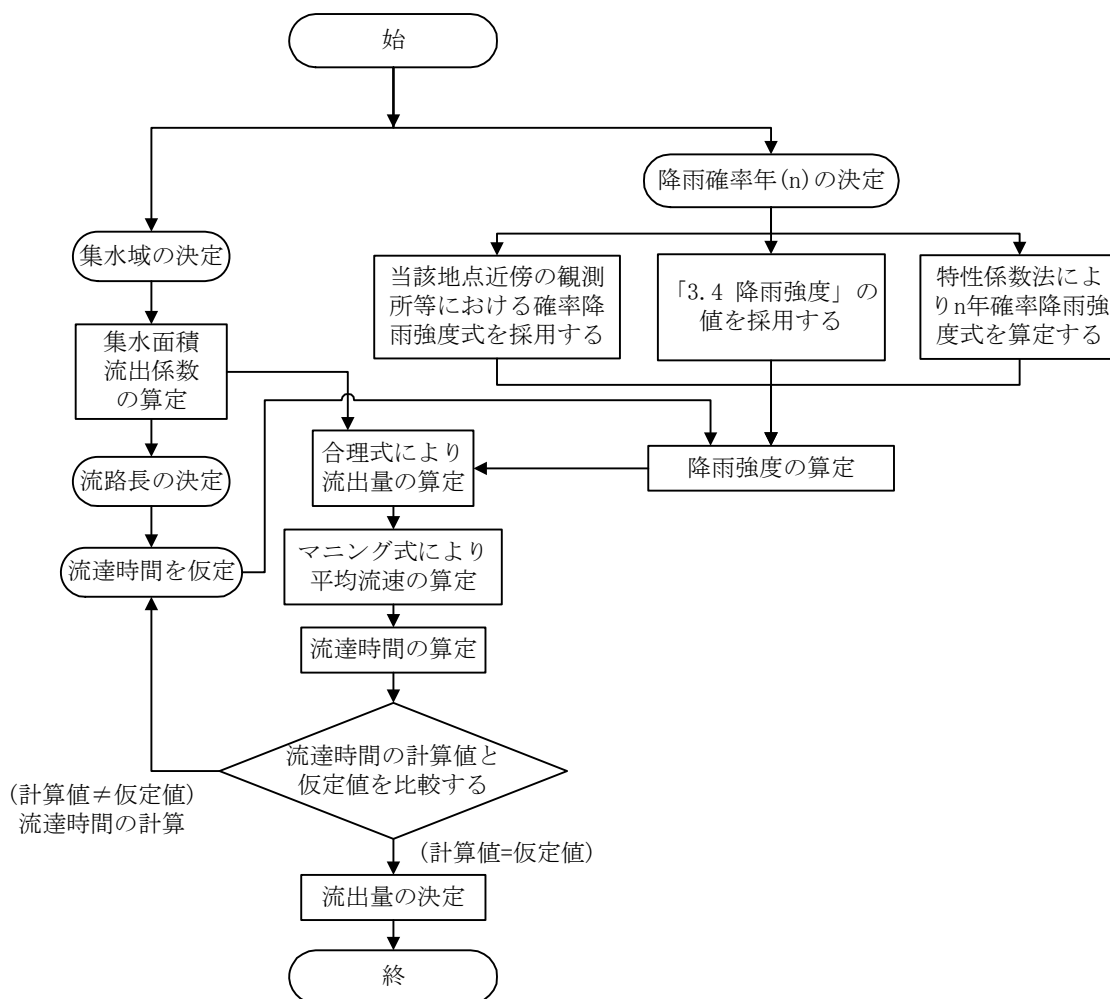 始
降雨確率年(n)の決定
集水域の決定
当該地点近傍の観測
所等における確率降
雨強度式を採用する
「3.4 降雨強度」の
値を採用する
特性係数法によ
りn年確率降雨強
度式を算定する
集水面積
流出係数
の算定
合理式により
流出量の算定
降雨強度の算定
流路長の決定
マニング式により
平均流速の算定
流達時間を仮定
流達時間の算定
流達時間の計算値と
仮定値を比較する
(計算値≠仮定値)
流達時間の計算
(計算値=仮定値)
流出量の決定
終